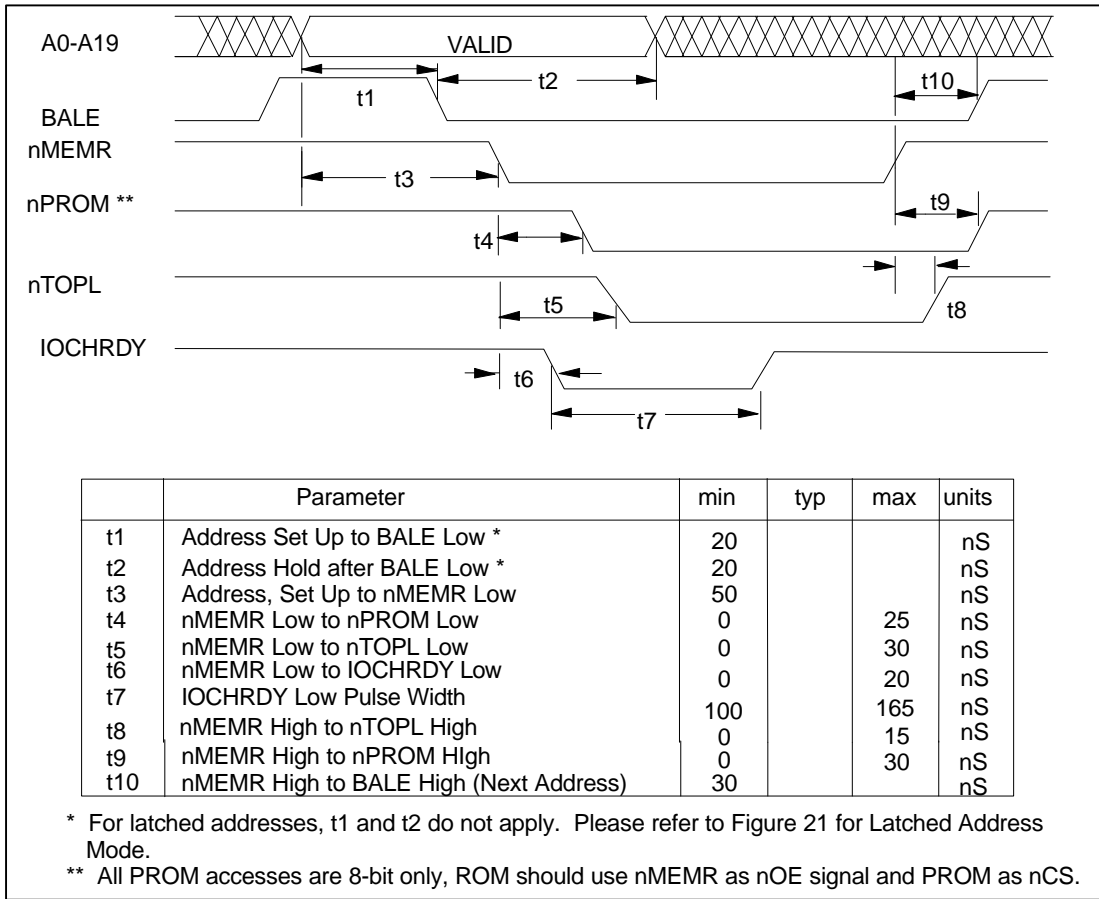 A0-A19
VALID
t1
t2
t10
BALE
nMEMR
t3
nPROM **
t9
t4
nTOPL
t5
t8
IOCHRDY
t6
t7
Parameter min typ max units
t1 Address Set Up to BALE Low * 20 nS
t2 Address Hold after BALE Low * 20 nS
t3 Address, Set Up to nMEMR Low 50 nS
t4 nMEMR Low to nPROM Low 0 25 nS
t5 nMEMR Low to nTOPL Low 0 30 nS
t6 nMEMR Low to IOCHRDY Low 0 20 nS
t7 IOCHRDY Low Pulse Width 100 165 nS
t8 nMEMR High to nTOPL High 0 15 nS
t9 nMEMR High to nPROM HIgh 0 30 nS
t10 nMEMR High to BALE High (Next Address) 30 nS
* For latched addresses, t1 and t2 do not apply. Please refer to Figure 21 for Latched Address
Mode.
** All PROM accesses are 8-bit only, ROM should use nMEMR as nOE signal and PROM as nCS.